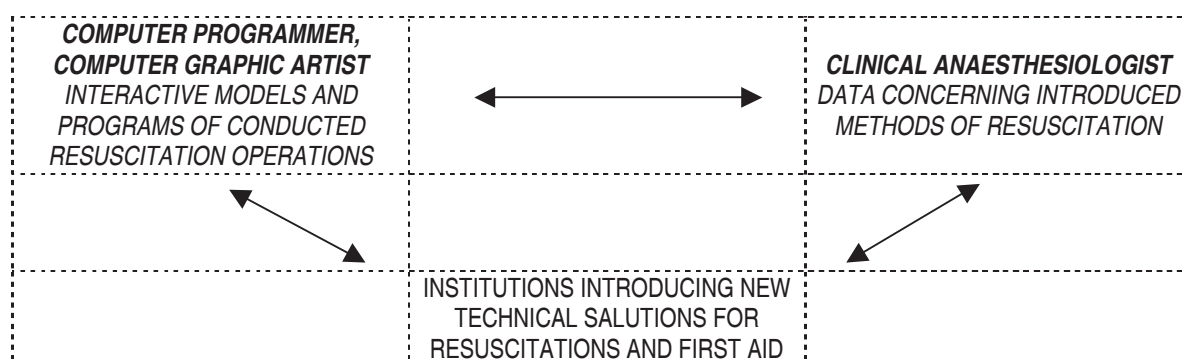 COMPUTER PROGRAMMER,
COMPUTER GRAPHIC ARTIST
INTERACTIVE MODELS AND
PROGRAMS OF CONDUCTED
RESUSCITATION OPERATIONS
CLINICAL ANAESTHESIOLOGIST
DATA CONCERNING INTRODUCED
METHODS OF RESUSCITATION
INSTITUTIONS INTRODUCING NEW
TECHNICAL SALUTIONS FOR
RESUSCITATIONS AND FIRST AID